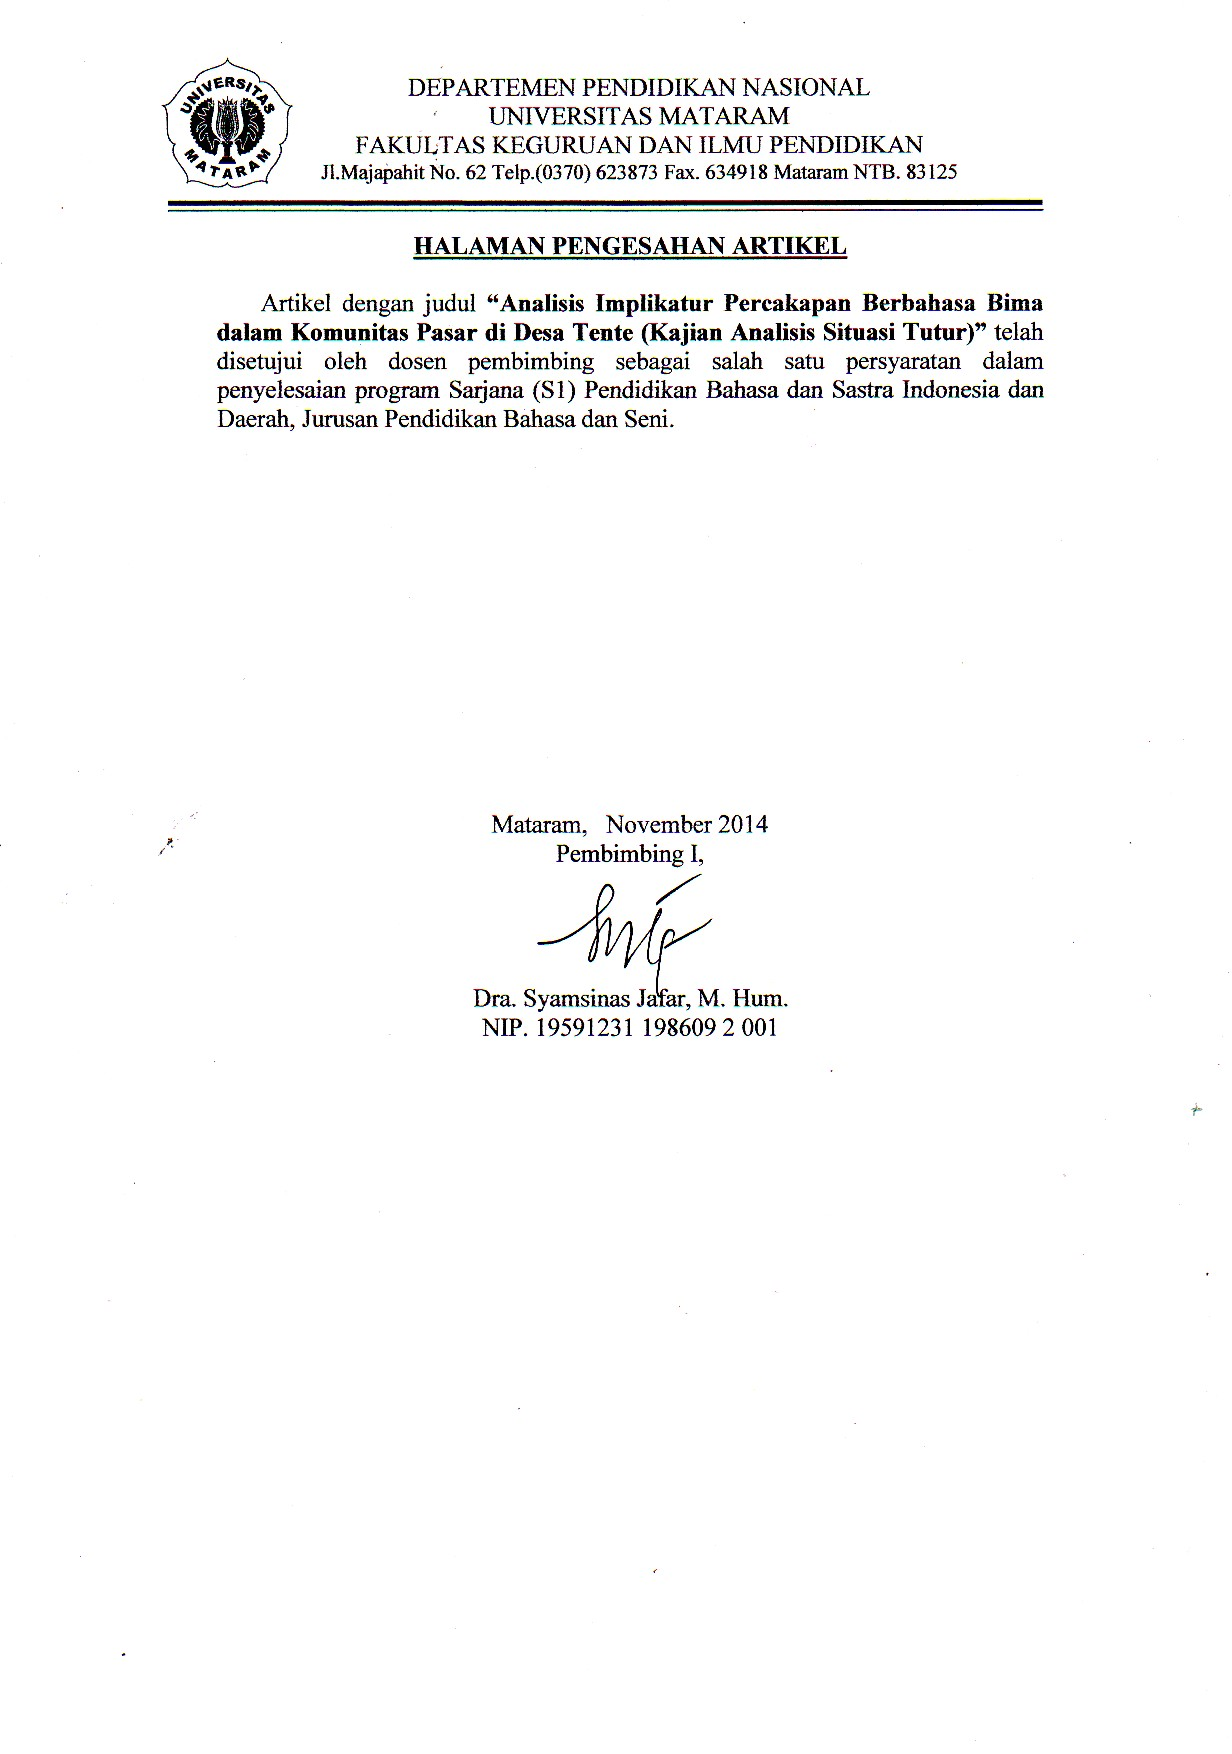 UNIVERSITAS
MATARAM
DEPARTEMEN PENDIDIKAN NASIONAL
UNIVERSITAS MATARAM
FAKULTAS KEGURUAN DAN ILMU PENDIDIKAN
Jl.Majapahit No. 62 Telp.(0370) 623873 Fax. 634918 Mataram NTB. 83125
HALAMAN PENGESAHAN ARTIKEL
Artikel dengan judul “Analisis Implikatur Percakapan Berbahasa Bima
dalam Komunitas Pasar di Desa Tente (Kajian Analisis Situasi Tutur)” telah
disetujui oleh dosen pembimbing sebagai salah satu persyaratan dalam
penyelesaian program Sarjana (S1) Pendidikan Bahasa dan Sastra Indonesia dan
Daerah, Jurusan Pendidikan Bahasa dan Seni.
Mataram, November 2014
Pembimbing I,
Dra. Syamsinas Jafar, M. Hum.
NIP. 19591231 198609 2 001